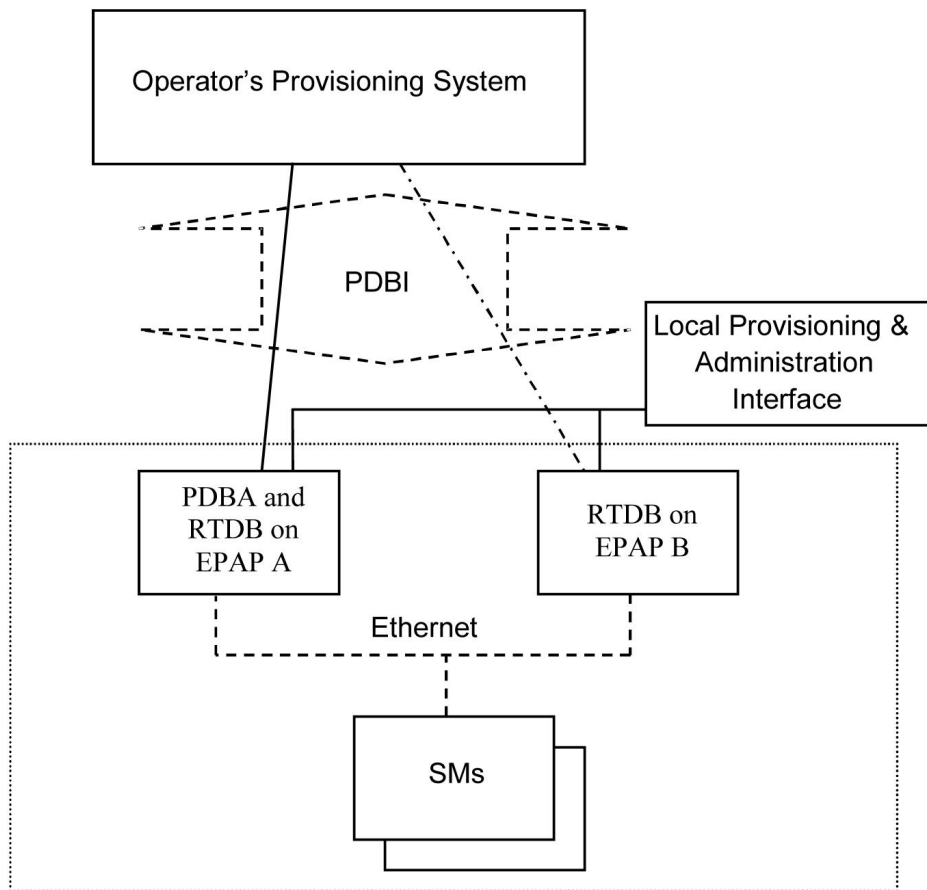 Operator’s Provisioning System
PDBI
Local Provisioning &
Administration
Interface
PDBA and
RTDB on
EPAP A
RTDB on
EPAP B
Ethernet
SMs